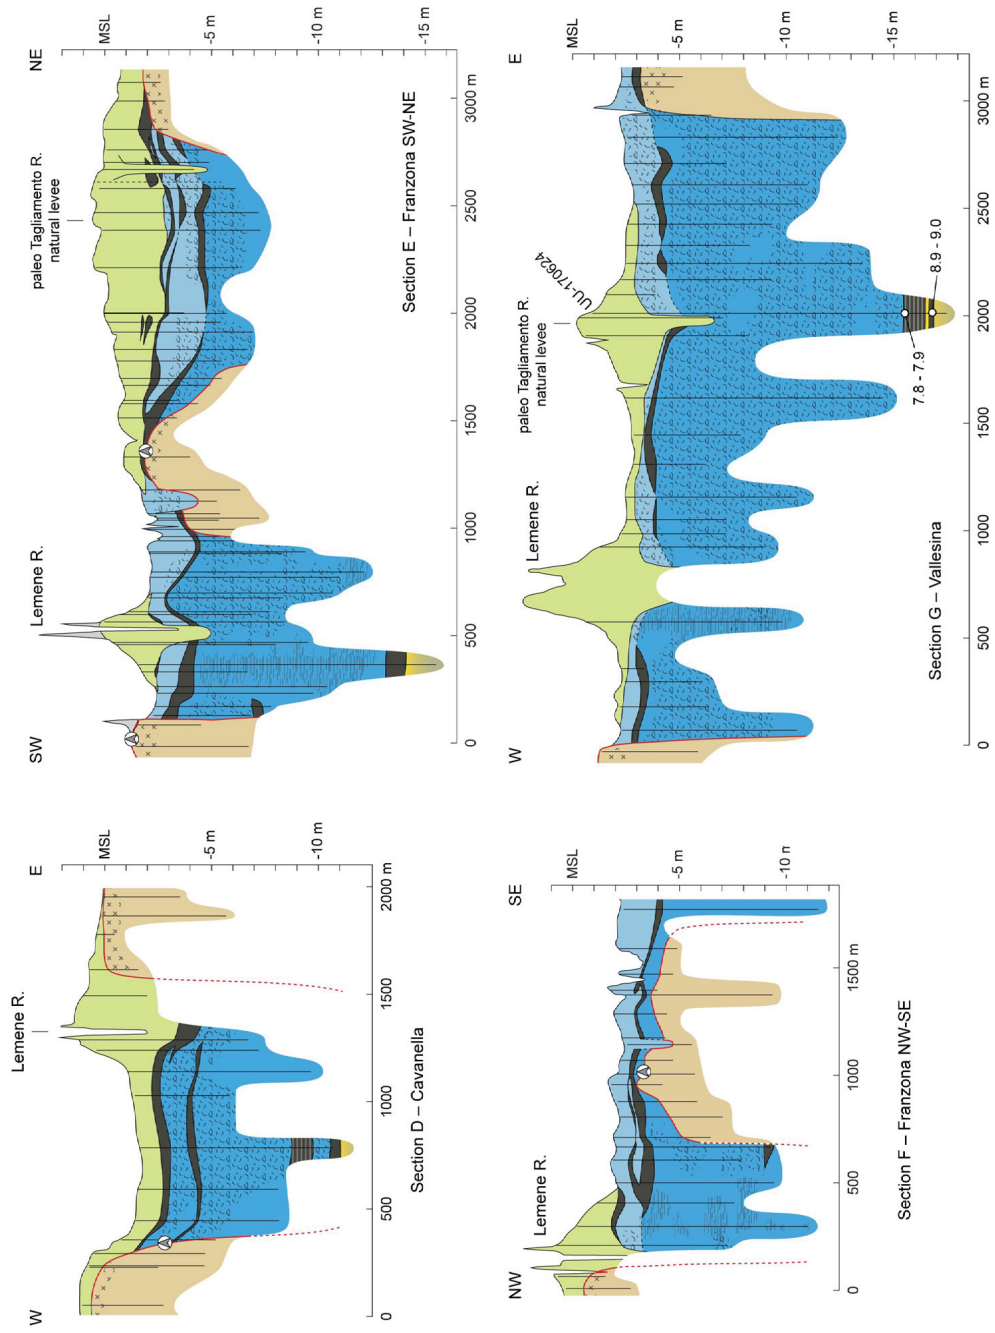 Lemene R.
W
E
MSL
-5 m
-10 m
0
500
1000
1500
2000 m
Section D – Cavanella
SW
NE
Lemene R.
paleo Tagliamento R.
natural levee
MSL
-5 m
-10 m
-15 m
0
500
1000
1500
2000
2500
3000 m
Section E – Franzona SW-NE
NW
SE
Lemene R.
MSL
-5 m
-10 m
0
500
1000
1500 m
Section F – Franzona NW-SE
W
E
Lemene R.
paleo Tagliamento R.
natural levee
UU-170624
MSL
-5 m
-10 m
-15 m
7.8 - 7.9
8.9 - 9.0
0
500
1000
1500
2000
2500
3000 m
Section G – Vallesina